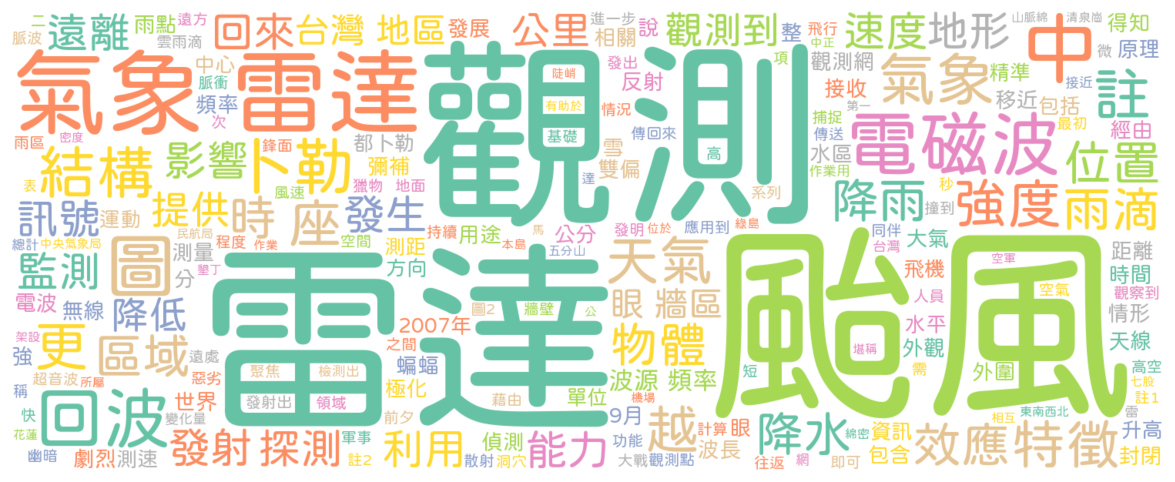 二 雨點 遠方
遠離 回來 台灣 地區 發展 公里 進一步 說 觀測到 整 飛行 速度 地形 山脈綿 清泉崗 得知
脈波 雲雨滴 相關 中正 中 微 原理
氣象 雷達 觀測 陡峭 發出 反射 項 觀測網 氣象 精準 註
中心 脈衝 頻率 次 有助於 情況 接收 移近 包括 接近
雨區 密度 鋒面 都卜勒 基礎 傳回來 捕捉 傳送 第一 電磁波 最初 經由
結構 影響 卜勒 彌補 雪 雙偏 高 水區 作業用 位置
表 風速 獵物 地面 達 系列 降雨 秒 強度 雨滴
訊號 運動 提供 時 座 發生 持續 用途 公分 發明 位於 應用到 綠島 撞到
總計 中央氣象局 民航局 程度 作業 空間 測距 本島 馬 同伴 台灣 大氣 距離
監測 墾丁 圖 測量 分 方向 五分山 天氣 颱風 飛機 空軍 時間
電波 無線 雷達 圖2 牆壁 公 眼 牆區 人員 空氣 觀察到 情形
架設 降低 2007年 之間 物體 水平 天線
強 更 區域 遠處 蝙蝠 堪稱 外觀 外圍 高空
超音波 所屬 惡劣 聚焦 檢測出 極化 單位 波源 頻率 短 需 七股
稱 世界 發射出 領域 藉由 機場 註1
快 回波 變化量 前夕 9月 越 計算 眼 降水 相互 東南西北 雷
花蓮 發射 探測 軍事 利用 偵測 能力 功能 波長 綿密 資訊 效應 特徵 升高
幽暗 劇烈 測速 註2 散射 洞穴 大戰 觀測點 往返 網 即可 包含 封閉